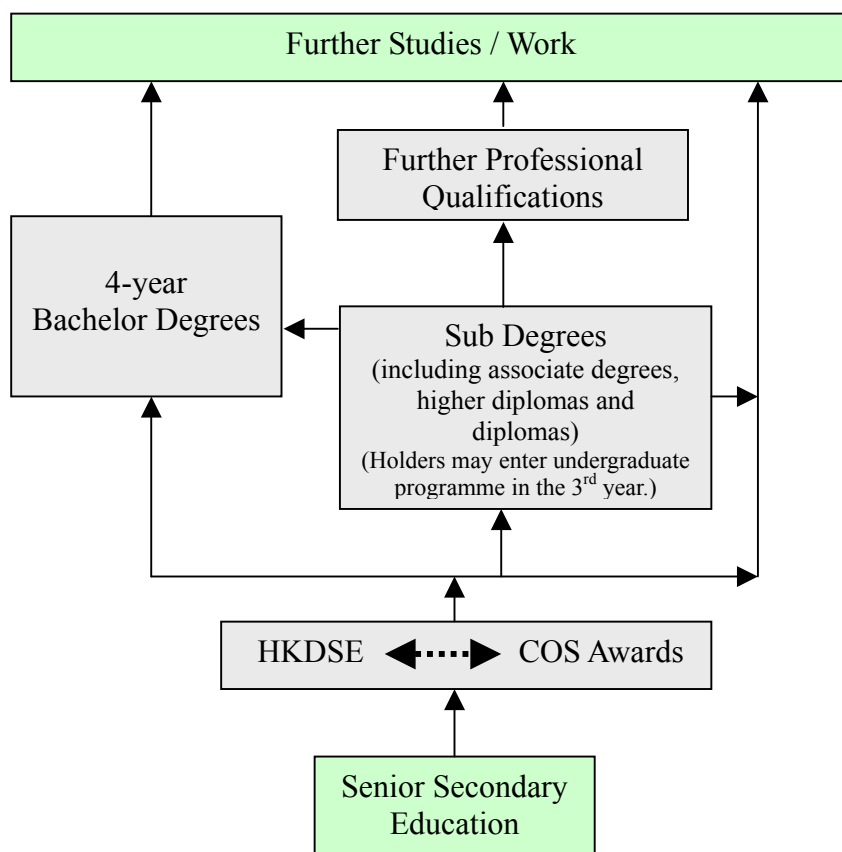 Further Studies / Work
Further Professional
Qualifications
4-year
Bachelor Degrees
Sub Degrees
(including associate degrees,
higher diplomas and
diplomas)
(Holders may enter undergraduate
programme in the 3rd year.)
HKDSE COS Awards
Senior Secondary
Education